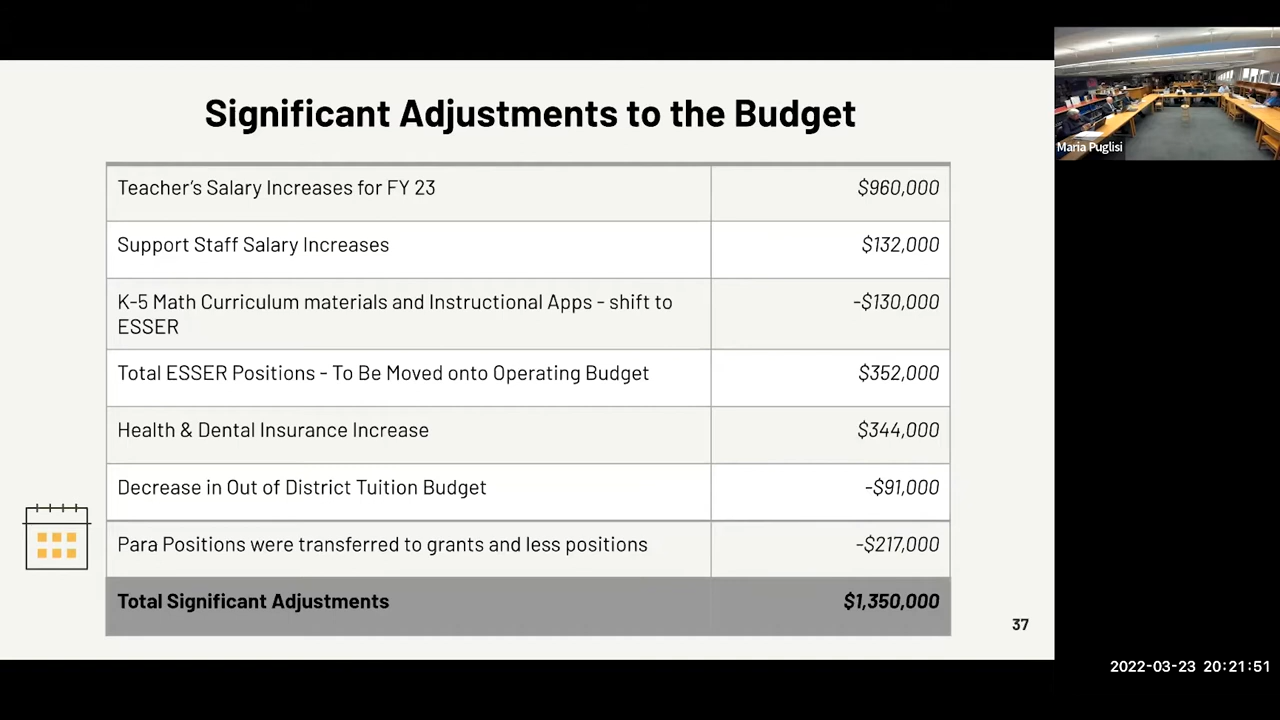 Significant Adjustments to the Budget
Teacher's Salary Increases for FY 23 $960,000
Support Staff Salary Increases $132,000
K-5 Math Curriculum materials and Instructional Apps - shift to -$130,000
ESSER
Total ESSER Positions - To Be Moved onto Operating Budget $352,000
Health & Dental Insurance Increase $344,000
Decrease in Out of District Tuition Budget -$91,000
Para Positions were transferred to grants and less positions -$217,000
Total Significant Adjustments $1,350,000
37
Maria Puglisi
2022-03-23 20:21:51